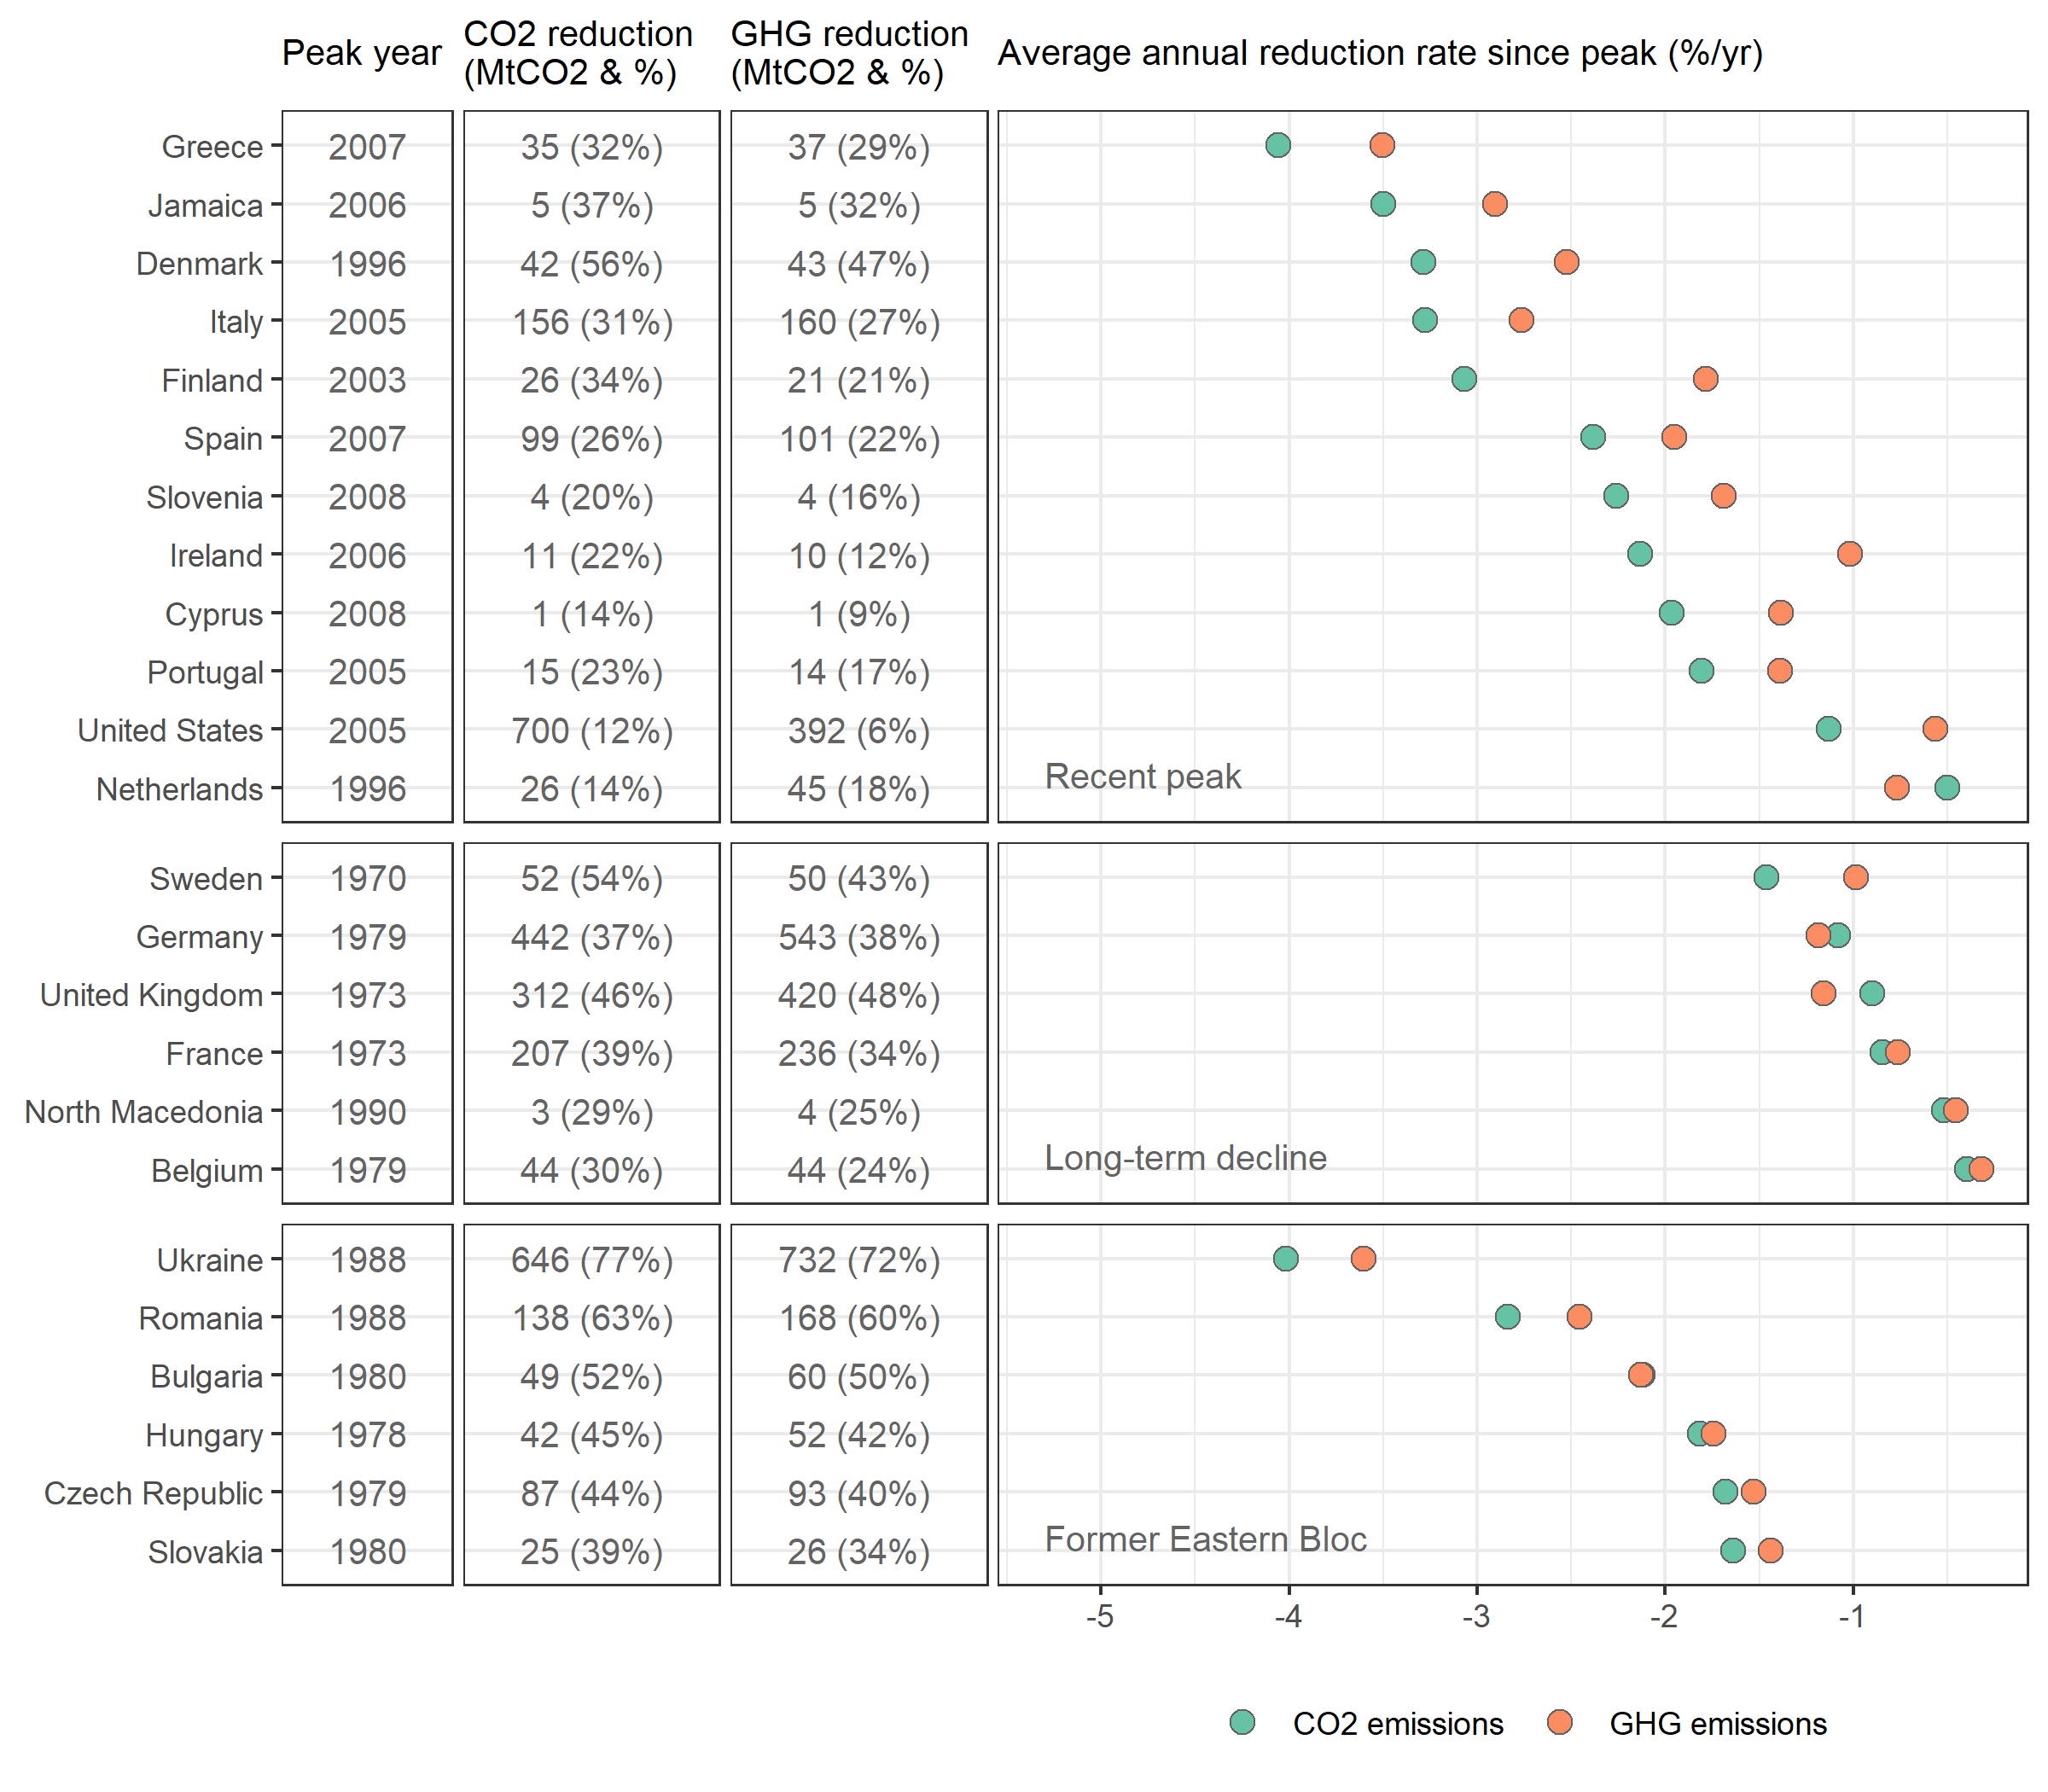 Peak year
CO2 reduction
(MtCO2 & %)
GHG reduction
(MtCO2 & %)
Average annual reduction rate since peak (%/yr)
Greece 2007 35 (32%) 37 (29%)
Jamaica 2006 5 (37%) 5 (32%)
Denmark 1996 42 (56%) 43 (47%)
Italy 2005 156 (31%) 160 (27%)
Finland 2003 26 (34%) 21 (21%)
Spain 2007 99 (26%) 101 (22%)
Slovenia 2008 4 (20%) 4 (16%)
Ireland 2006 11 (22%) 10 (12%)
Cyprus 2008 1 (14%) 1 (9%)
Portugal 2005 15 (23%) 14 (17%)
United States 2005 700 (12%) 392 (6%)
Netherlands 1996 26 (14%) 45 (18%)
Recent peak
Sweden 1970 52 (54%) 50 (43%)
Germany 1979 442 (37%) 543 (38%)
United Kingdom 1973 312 (46%) 420 (48%)
France 1973 207 (39%) 236 (34%)
North Macedonia 1990 3 (29%) 4 (25%)
Belgium 1979 44 (30%) 44 (24%)
Long-term decline
Ukraine 1988 646 (77%) 732 (72%)
Romania 1988 138 (63%) 168 (60%)
Bulgaria 1980 49 (52%) 60 (50%)
Hungary 1978 42 (45%) 52 (42%)
Czech Republic 1979 87 (44%) 93 (40%)
Slovakia 1980 25 (39%) 26 (34%)
Former Eastern Bloc
-5 -4 -3 -2 -1
CO2 emissions GHG emissions